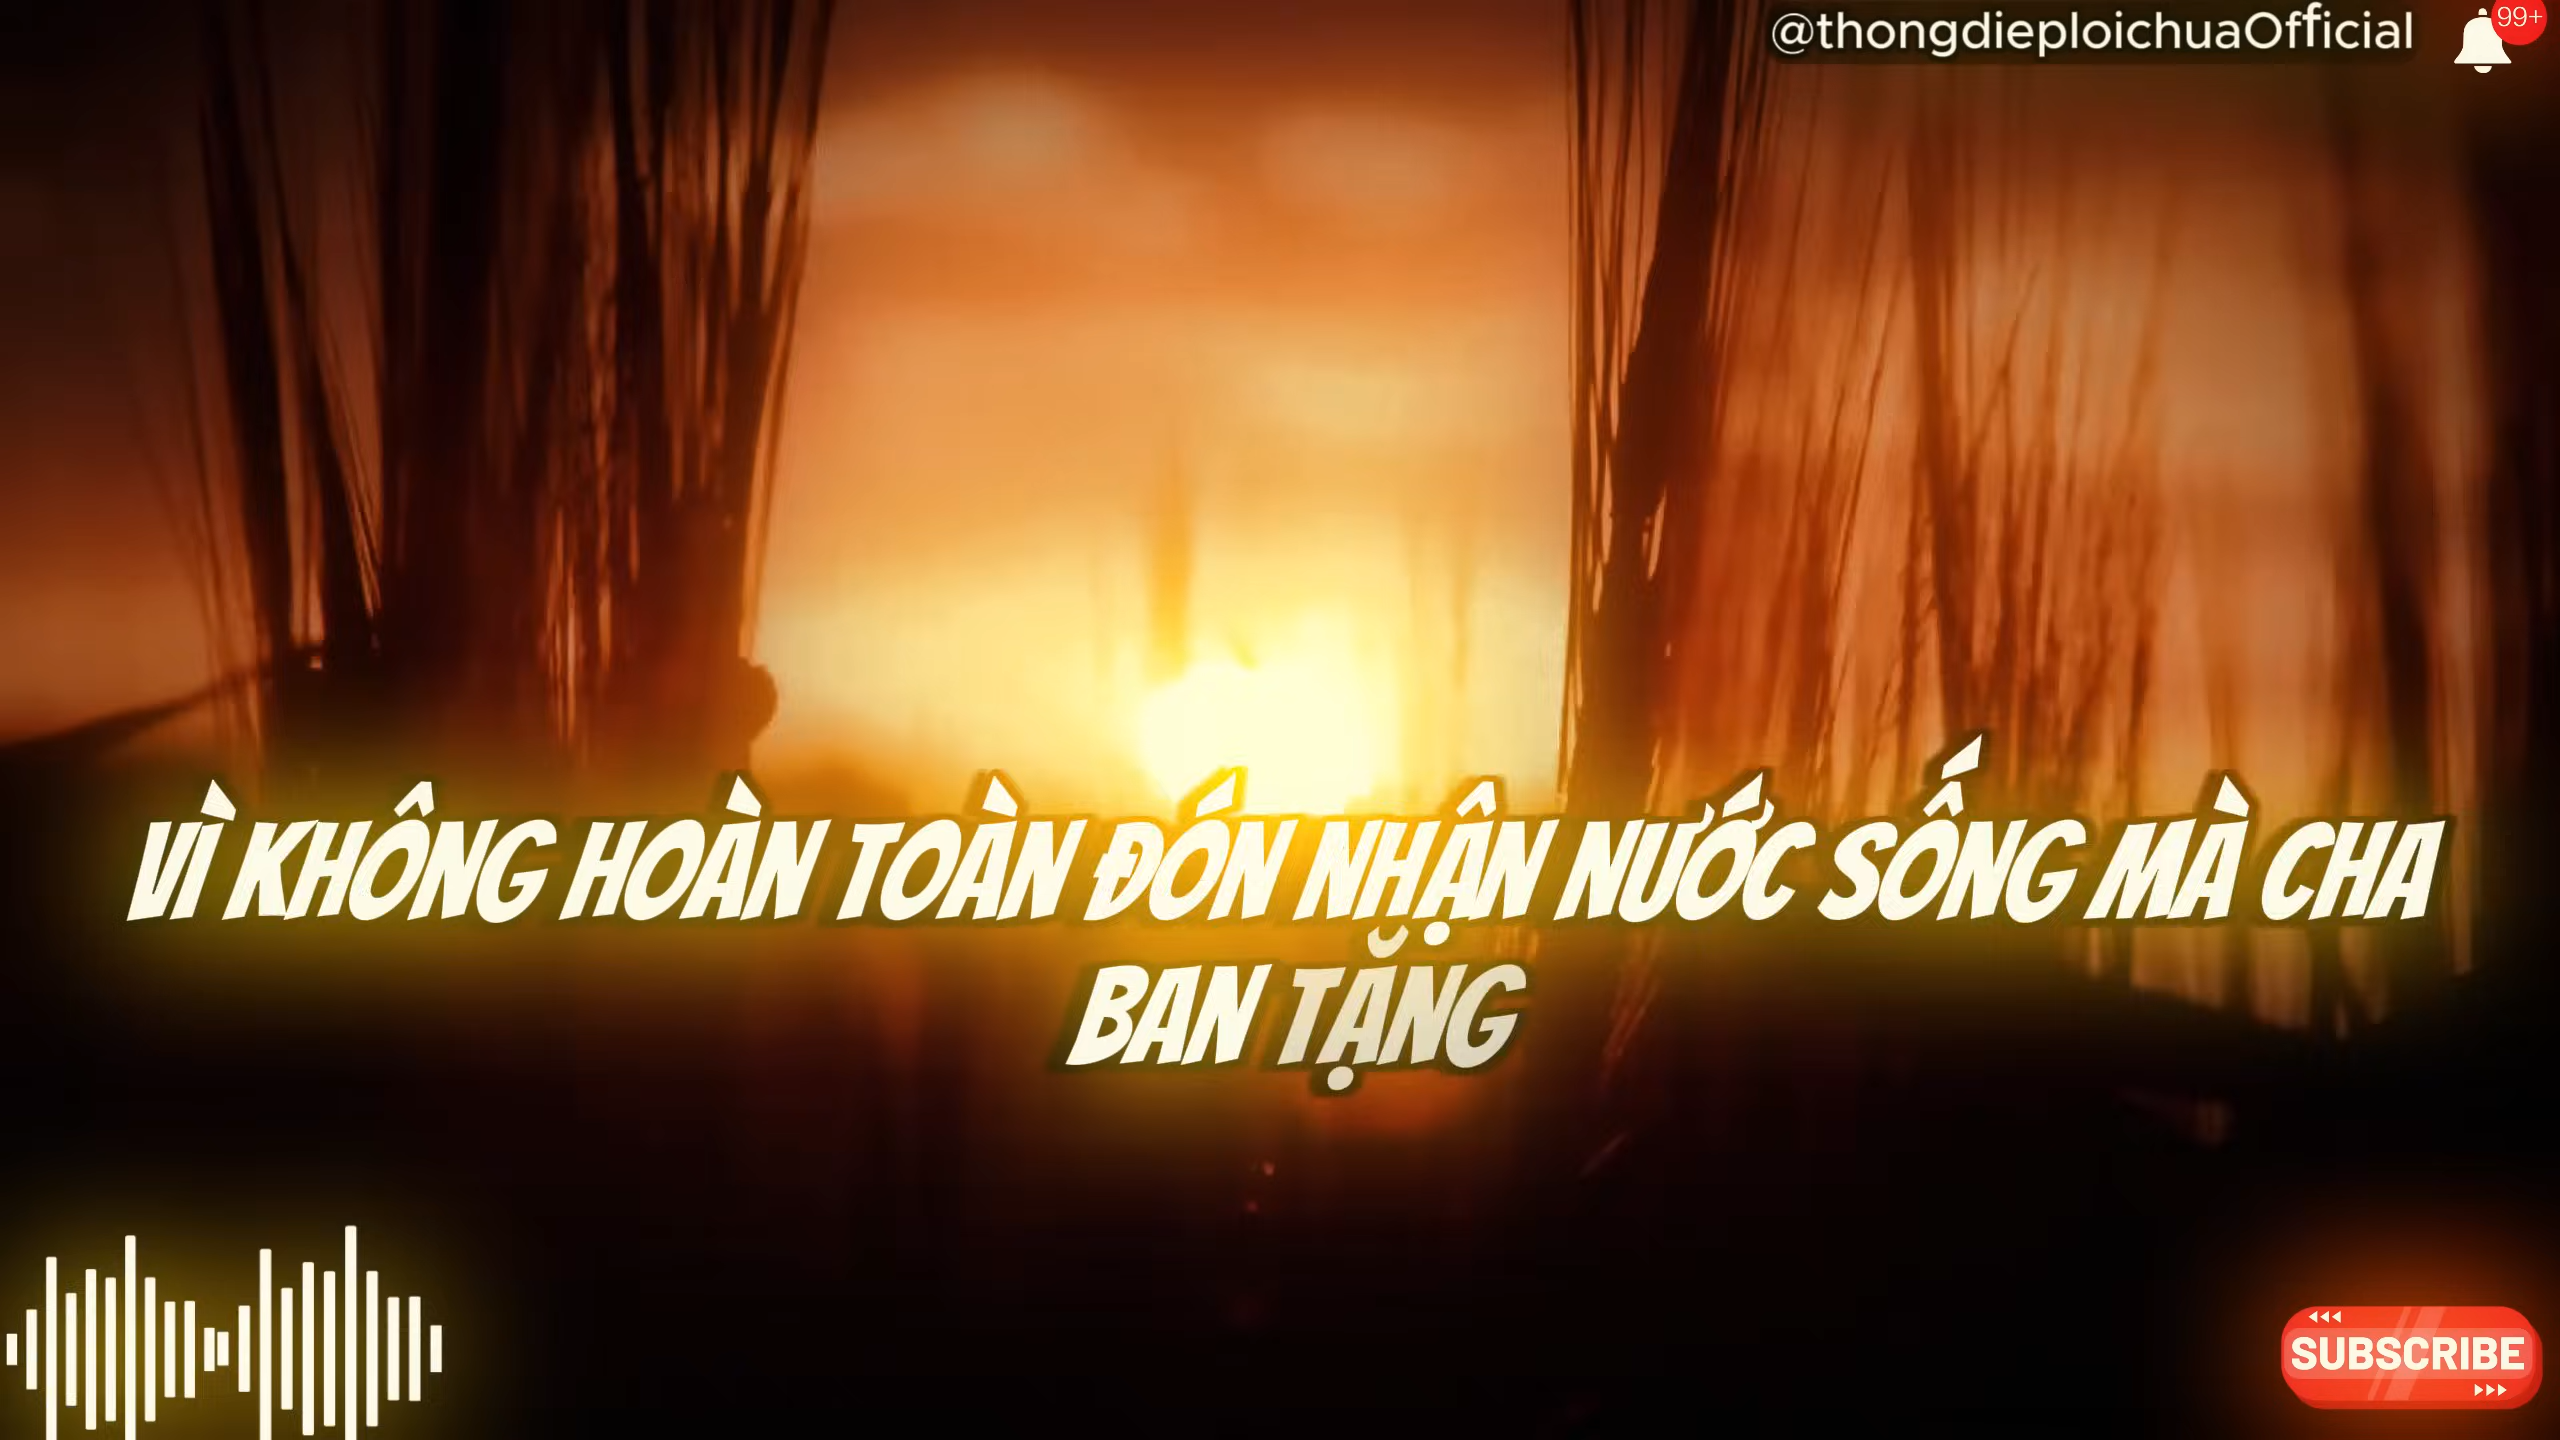 @thongdieploichuaOfficial
99+
VÌ KHÔNG HOÀN TOÀN ĐÓN NHẬN NƯỚC SỐNG MÀ CHA
BAN TẶNG
SUBSCRIBE